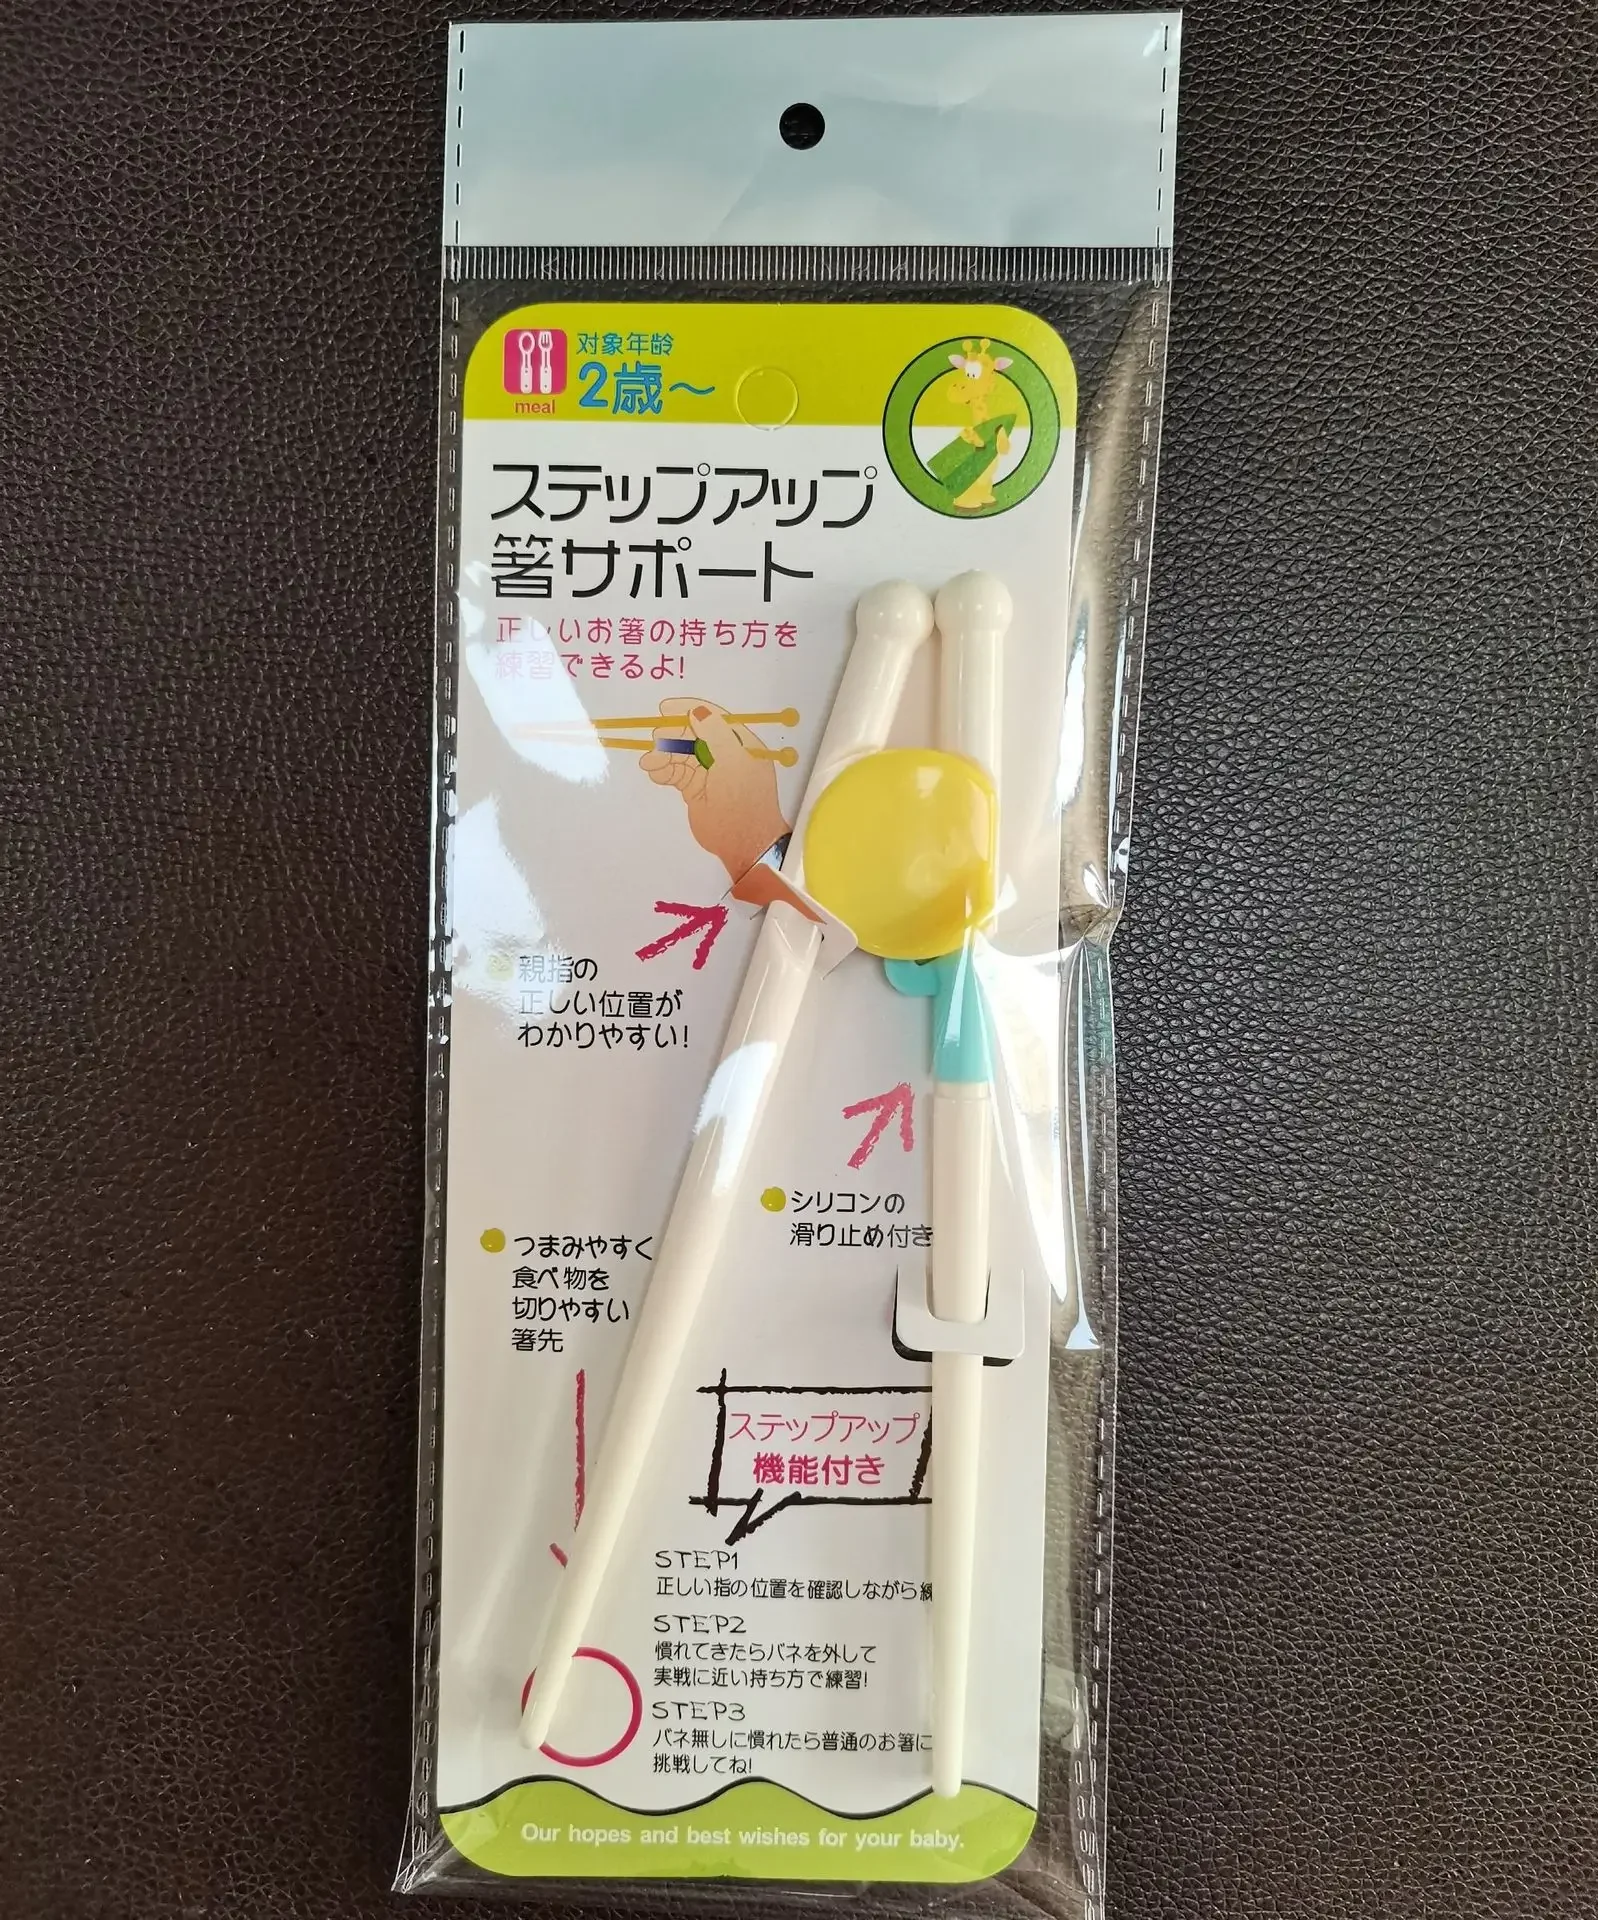 対象年齢
2歳～
meal
ステップアップ
箸サポート
正しいお箸の持ち方を
練習できるよ!
親指の
正しい位置が
わかりやすい!
シリコンの
滑り止め付き
つまみやすく
食べ物を
切りやすい
箸先
ステップアップ
機能付き
STEP1
正しい指の位置を確認しながら練
STEP2
慣れてきたらバネを外して
実戦に近い持ち方で練習!
STEP3
バネ無しに慣れたら普通のお箸に
挑戦してね!
Our hopes and best wishes for your baby.